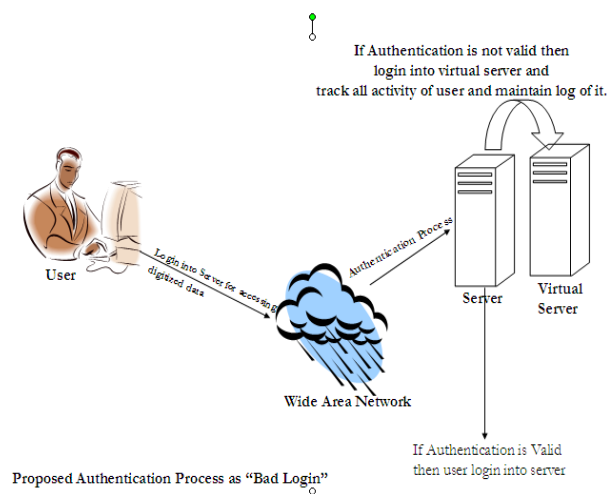 If Authentication is not valid then
login into virtual server and
track all activity of user and maintain log of it.
User
Login into Server for accessing
digitized data
Authentication Process
Server
Virtual
Server
Wide Area Network
If Authentication is Valid
then user login into server
Proposed Authentication Process as “Bad Login”